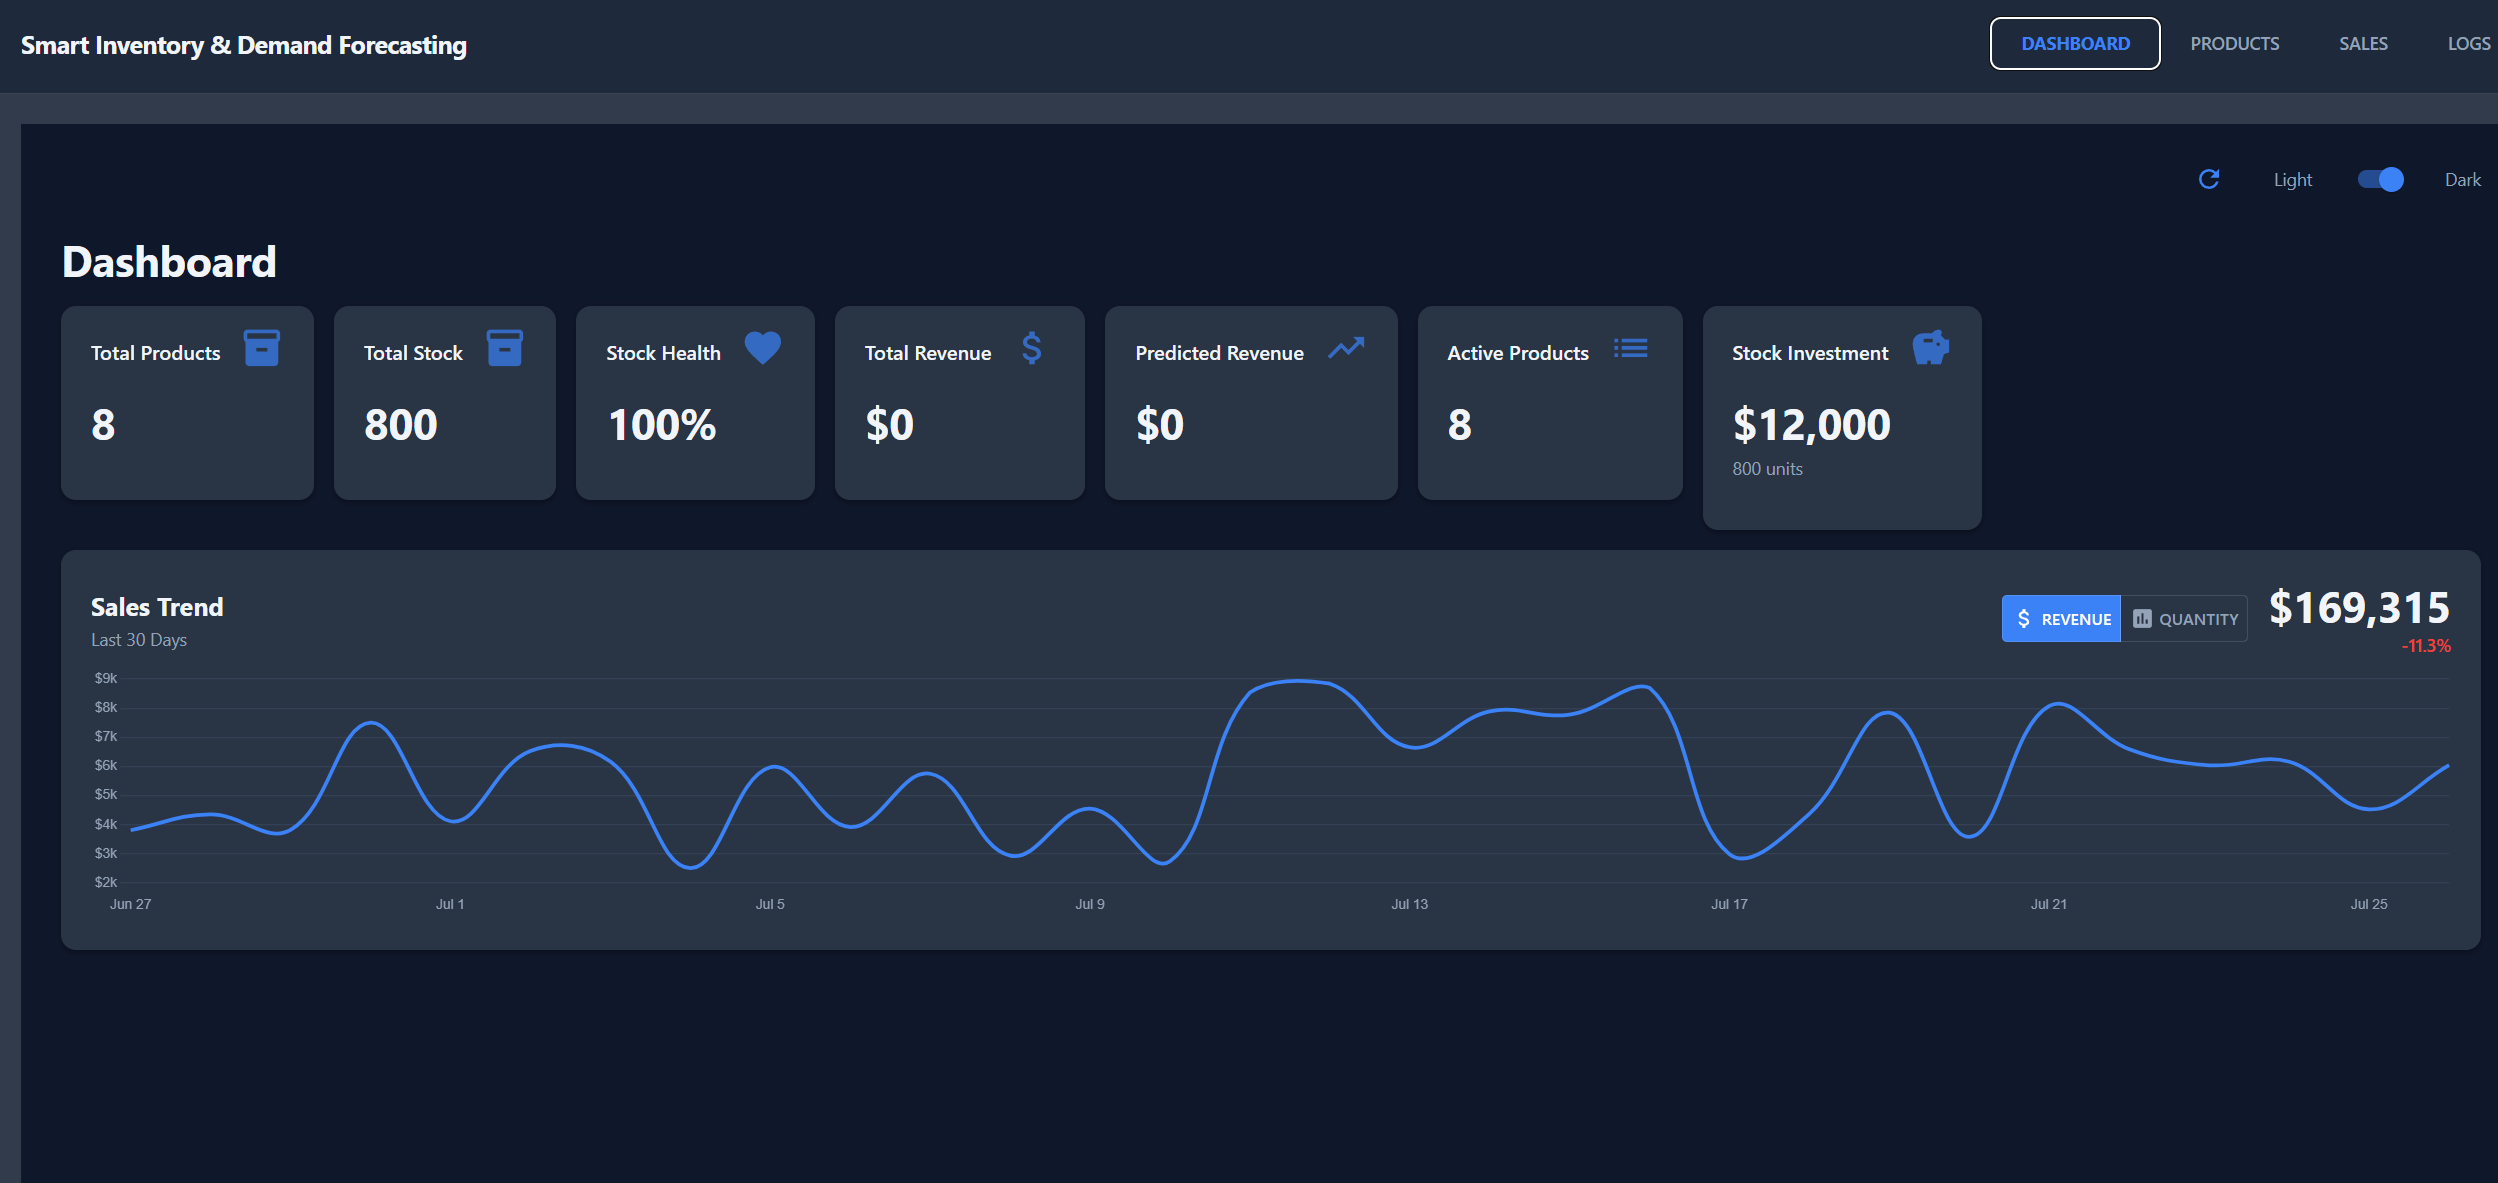 Smart Inventory & Demand Forecasting
DASHBOARD PRODUCTS SALES LOGS
Light Dark
Dashboard
Total Products
8
Total Stock
800
Stock Health
100%
Total Revenue
$0
Predicted Revenue
$0
Active Products
8
Stock Investment
$12,000
800 units
Sales Trend
Last 30 Days
REVENUE QUANTITY
$169,315
-11.3%
$9k
$8k
$7k
$6k
$5k
$4k
$3k
$2k
Jun 27 Jul 1 Jul 5 Jul 9 Jul 13 Jul 17 Jul 21 Jul 25